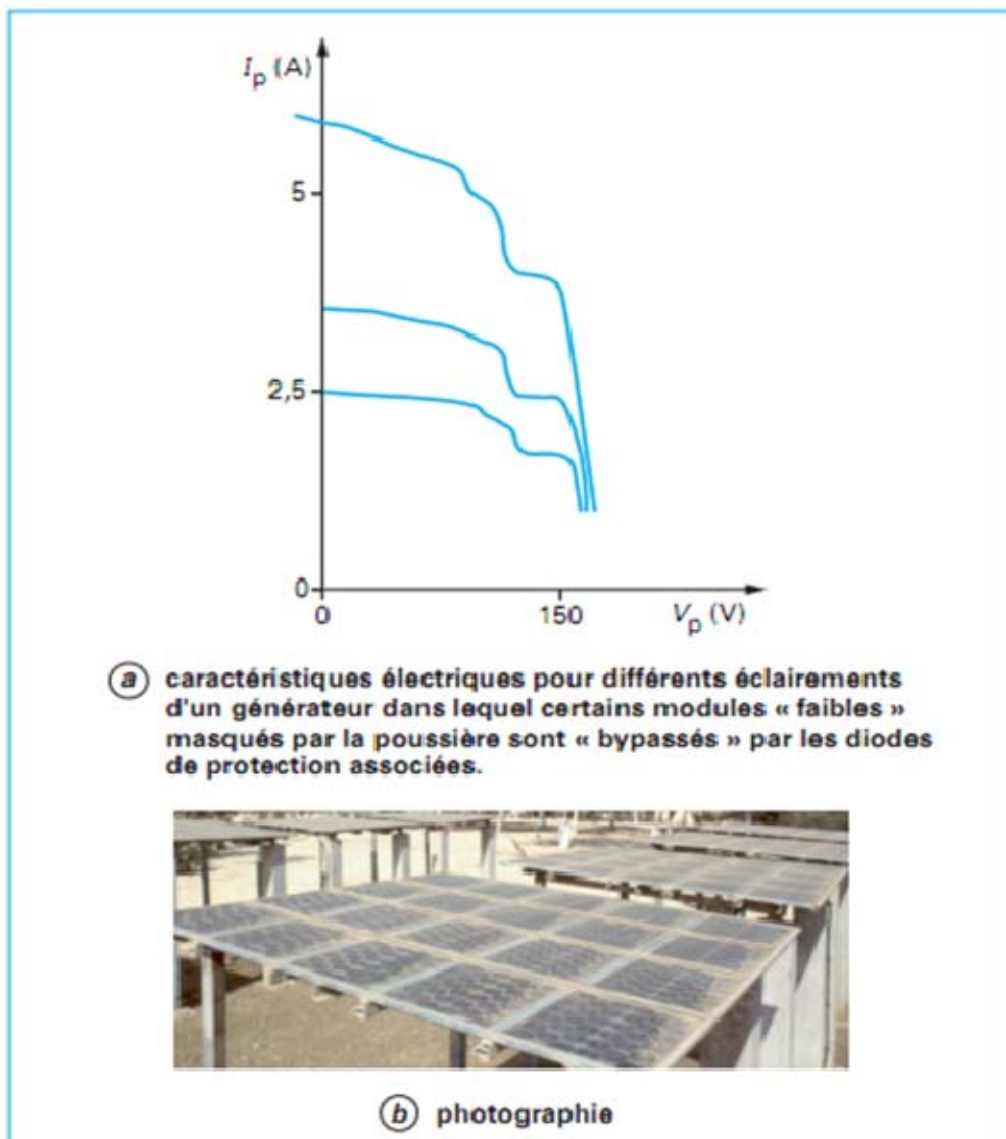 I_p (A)
5
2,5
0
0
150
V_p (V)
a caractéristiques électriques pour différents éclairements
d'un générateur dans lequel certains modules « faibles »
masqués par la poussière sont « bypassés » par les diodes
de protection associées.
b photographie